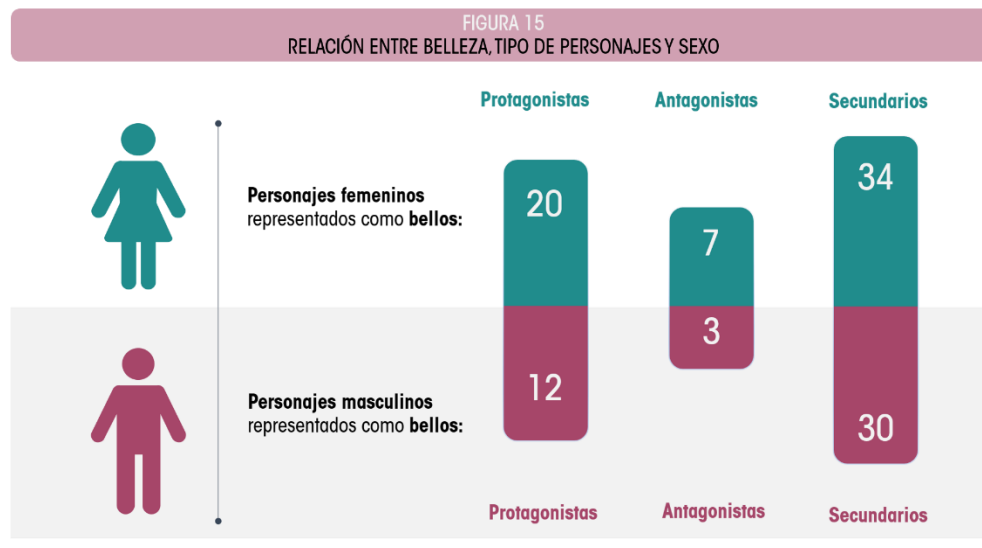 FIGURA 15
RELACIÓN ENTRE BELLEZA, TIPO DE PERSONAJES Y SEXO
Protagonistas
Antagonistas
Secundarios
Personajes femeninos
representados como bellos:
20
7
34
Personajes masculinos
representados como bellos:
12
3
30
Protagonistas
Antagonistas
Secundarios